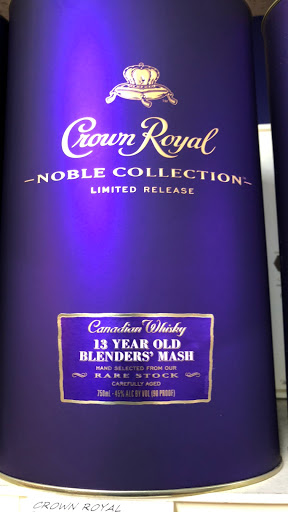 Crown Royal
NOBLE COLLECTION
LIMITED RELEASE
Canadian Whisky
13 YEAR OLD
BLENDERS' MASH
HAND SELECTED FROM OUR
RARE STOCK
CAREFULLY AGED
750mL - 45% ALC BY VOL (90 PROOF)
CROWN ROYAL